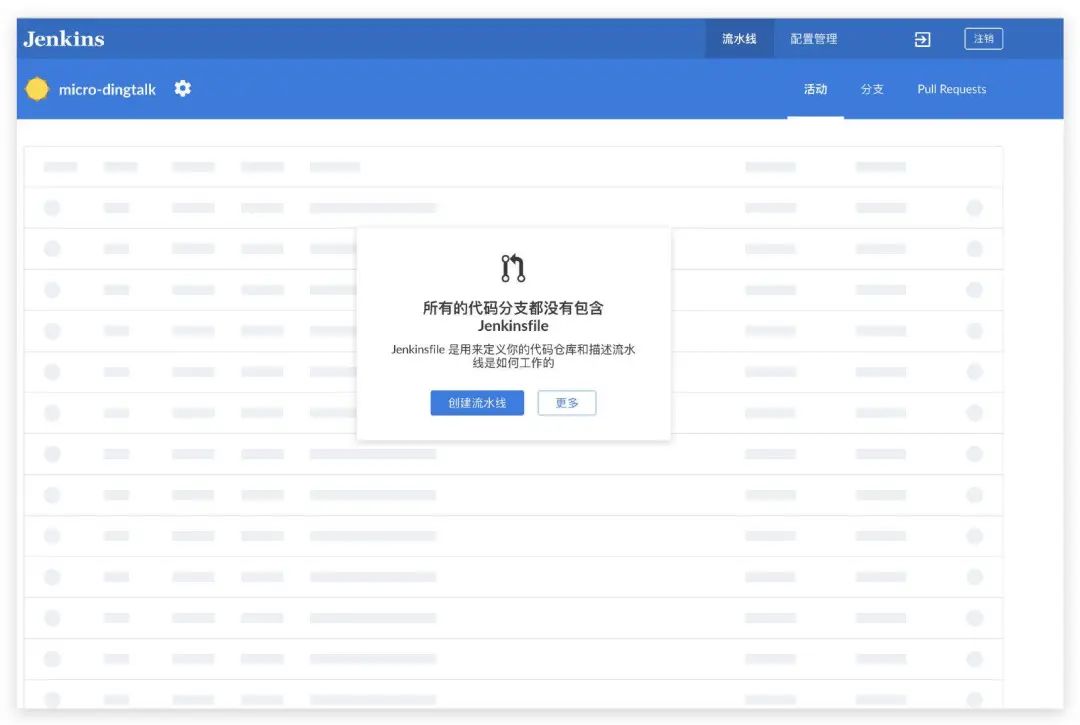 Jenkins
流水线
配置管理
注销
micro-dingtalk
活动
分支
Pull Requests
所有的代码分支都没有包含
Jenkinsfile
Jenkinsfile 是用来定义你的代码仓库和描述流水
线是如何工作的
创建流水线
更多